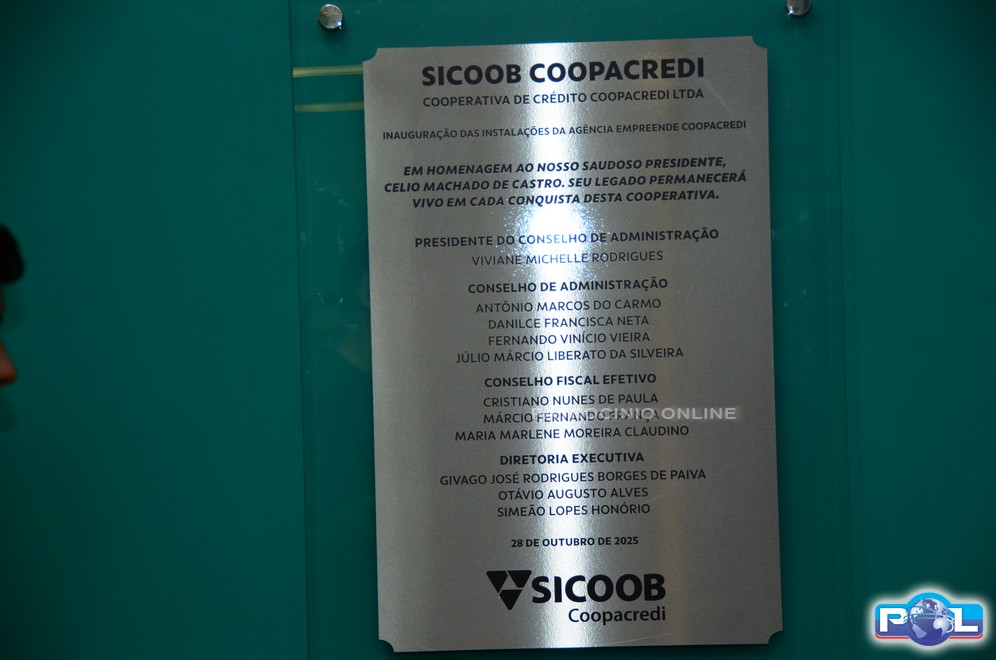 SICOOB COOPACREDI
COOPERATIVA DE CRÉDITO COOPACREDI LTDA
INAUGURAÇÃO DAS INSTALAÇÕES DA AGÊNCIA EMPREENDE COOPACREDI
EM HOMENAGEM AO NOSSO SAUDOSO PRESIDENTE,
CELIO MACHADO DE CASTRO. SEU LEGADO PERMANECERÁ
VIVO EM CADA CONQUISTA DESTA COOPERATIVA.
PRESIDENTE DO CONSELHO DE ADMINISTRAÇÃO
VIVIANE MICHELLE RODRIGUES
CONSELHO DE ADMINISTRAÇÃO
ANTÔNIO MARCOS DO CARMO
DANILCE FRANCISCA NETA
FERNANDO VINÍCIO VIEIRA
JÚLIO MÁRCIO LIBERATO DA SILVEIRA
CONSELHO FISCAL EFETIVO
CRISTIANO NUNES DE PAULA
MÁRCIO FERNANDO FRANÇA
ONLINE
MARIA MARLENE MOREIRA CLAUDINO
DIRETORIA EXECUTIVA
GIVAGO JOSÉ RODRIGUES BORGES DE PAIVA
OTÁVIO AUGUSTO ALVES
SIMEÃO LOPES HONÓRIO
28 DE OUTUBRO DE 2025
SICOOB
Coopacredi
POL